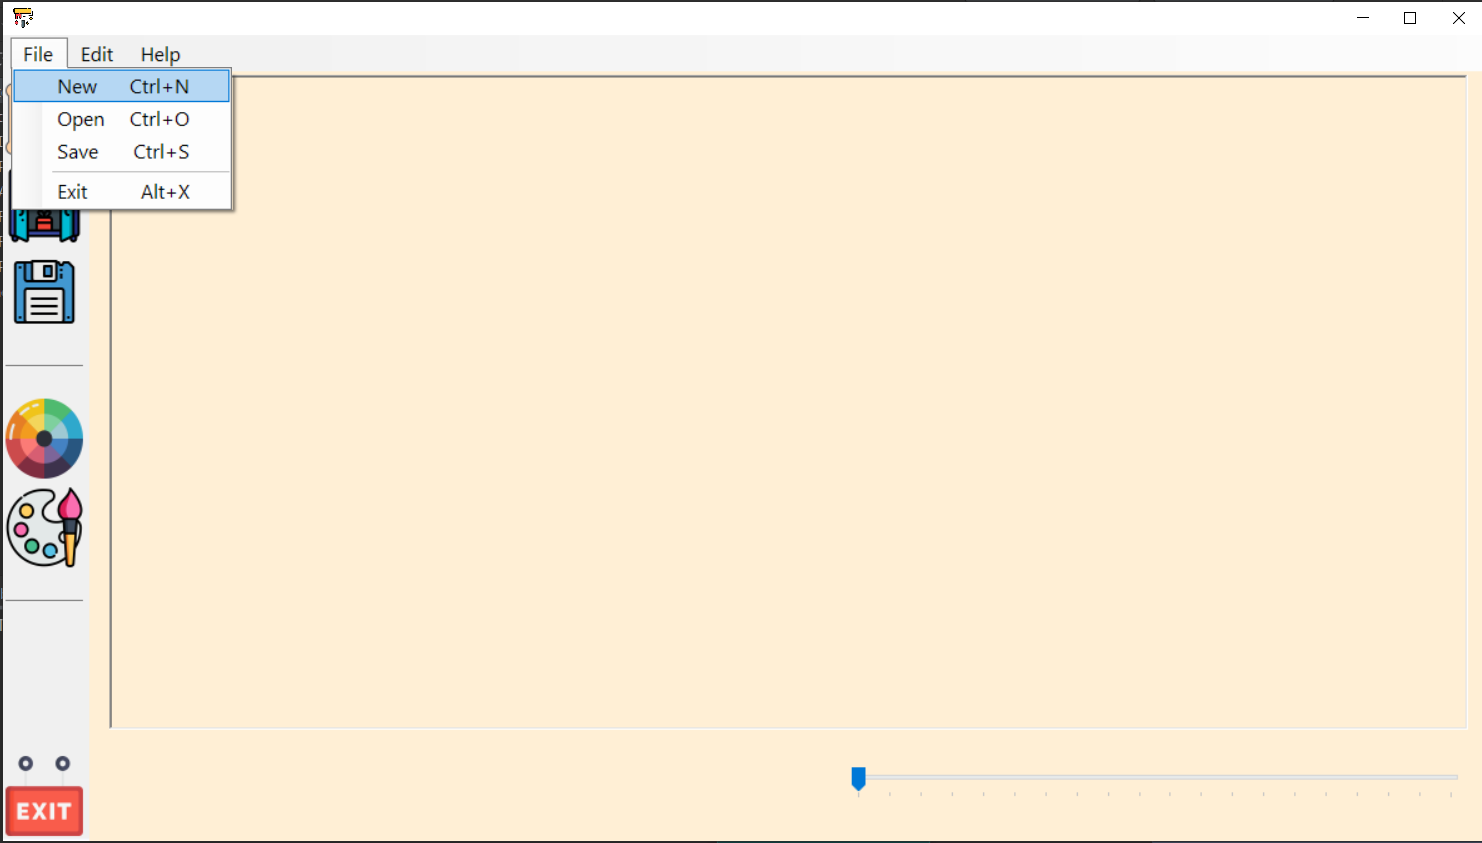 File Edit Help
New Ctrl+N
Open Ctrl+O
Save Ctrl+S
Exit Alt+X
EXIT